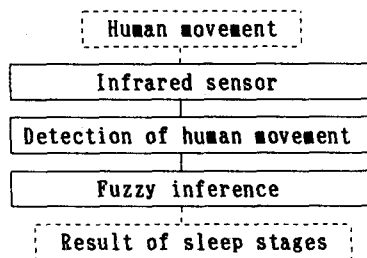 Human movement
Infrared sensor
Detection of human movement
Fuzzy inference
Result of sleep stages